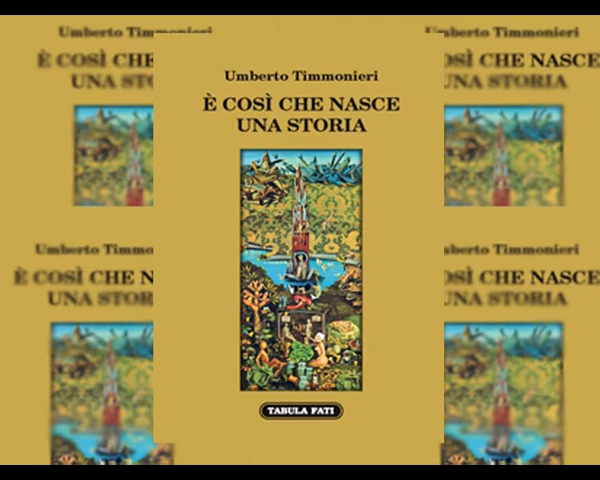 Umberto Timmonieri
È COSÌ CHE NASCE
UNA STORIA
TABULA FATI